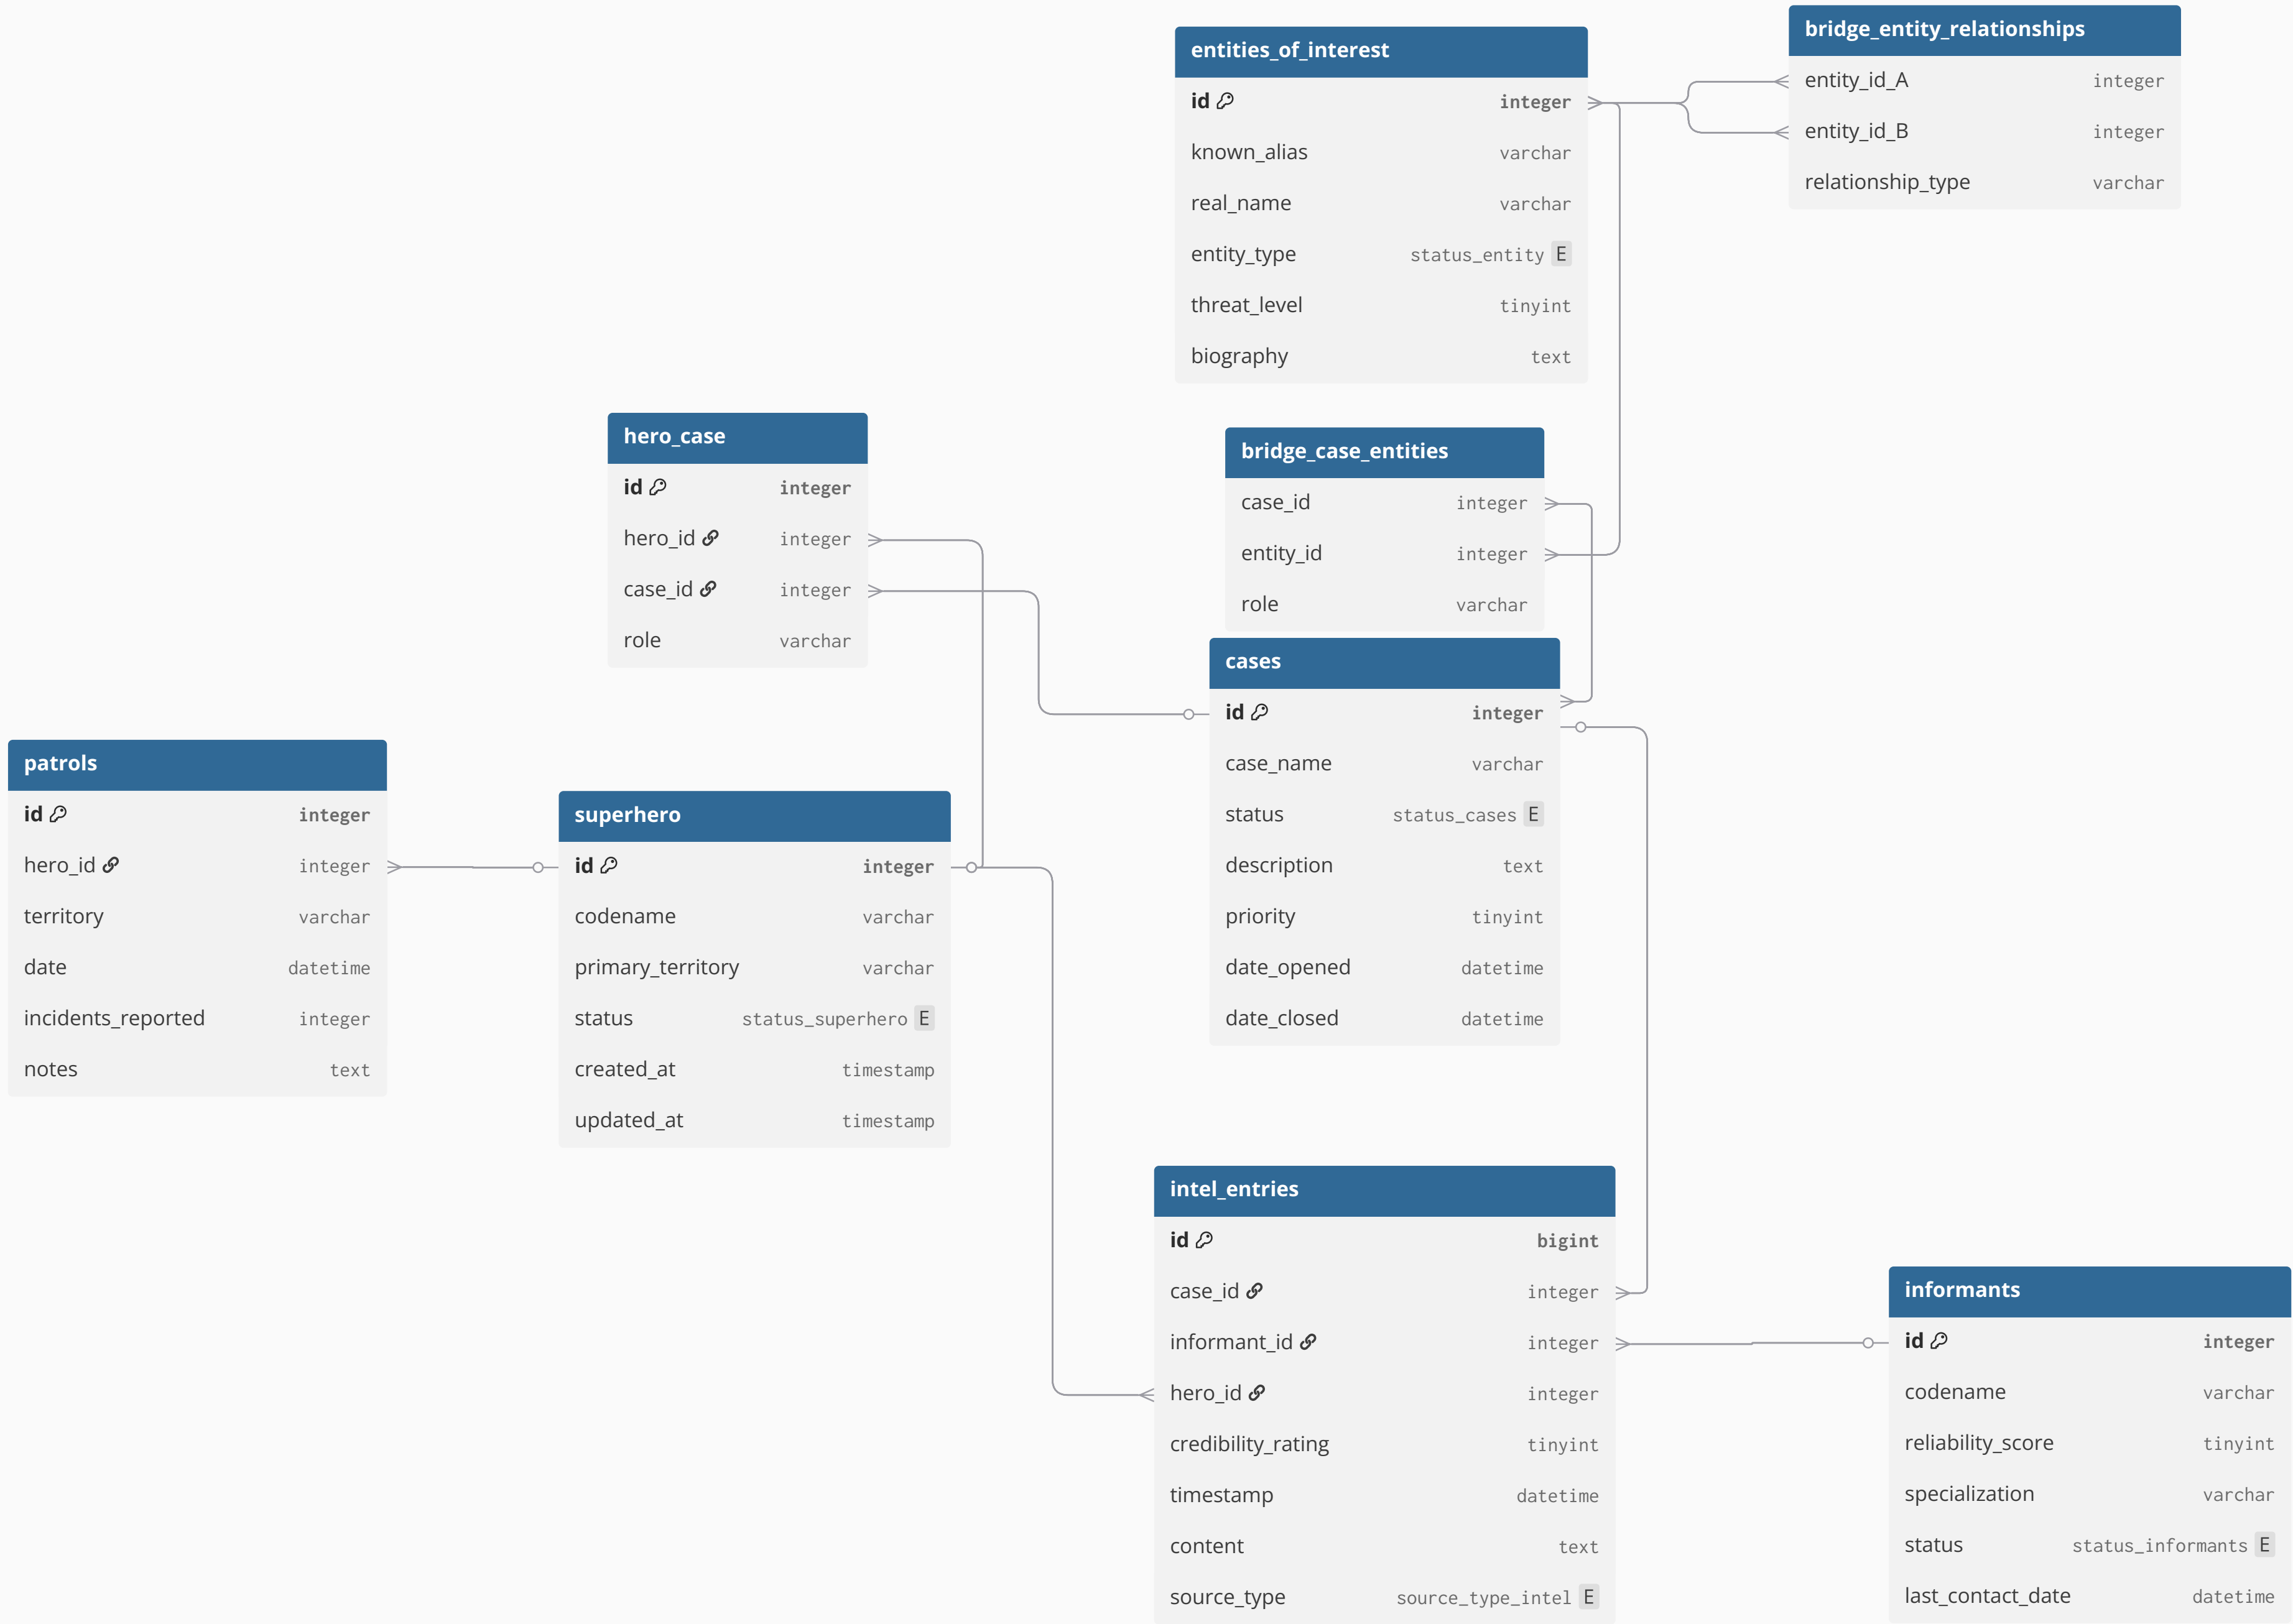 bridge_entity_relationships
entity_id_A integer
entity_id_B integer
relationship_type varchar
entities_of_interest
id integer
known_alias varchar
real_name varchar
entity_type status_entity E
threat_level tinyint
biography text
hero_case
id integer
hero_id integer
case_id integer
role varchar
bridge_case_entities
case_id integer
entity_id integer
role varchar
cases
id integer
case_name varchar
status status_cases E
description text
priority tinyint
date_opened datetime
date_closed datetime
patrols
id integer
hero_id integer
territory varchar
date datetime
incidents_reported integer
notes text
superhero
id integer
codename varchar
primary_territory varchar
status status_superhero E
created_at timestamp
updated_at timestamp
intel_entries
id bigint
case_id integer
informant_id integer
hero_id integer
credibility_rating tinyint
timestamp datetime
content text
source_type source_type_intel E
informants
id integer
codename varchar
reliability_score tinyint
specialization varchar
status status_informants E
last_contact_date datetime